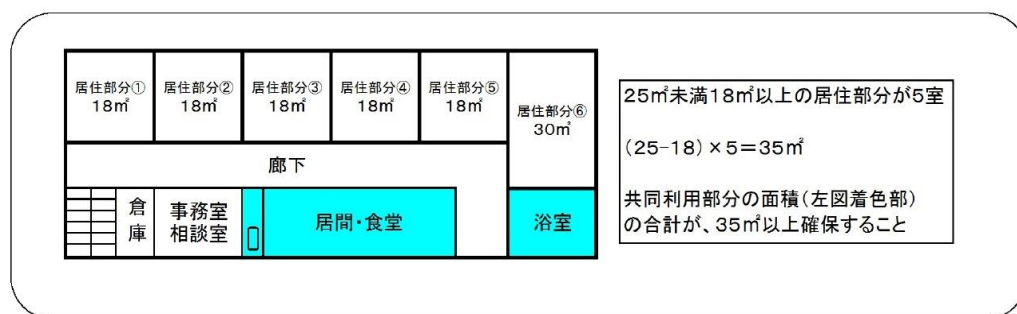 居住部分①
18㎡
居住部分②
18㎡
居住部分③
18㎡
居住部分④
18㎡
居住部分⑤
18㎡
居住部分⑥
30㎡
廊下
倉
庫
事務室
相談室
居間・食堂
浴室
25㎡未満18㎡以上の居住部分が5室
(25-18)×5=35㎡
共同利用部分の面積(左図着色部)
の合計が、35㎡以上確保すること